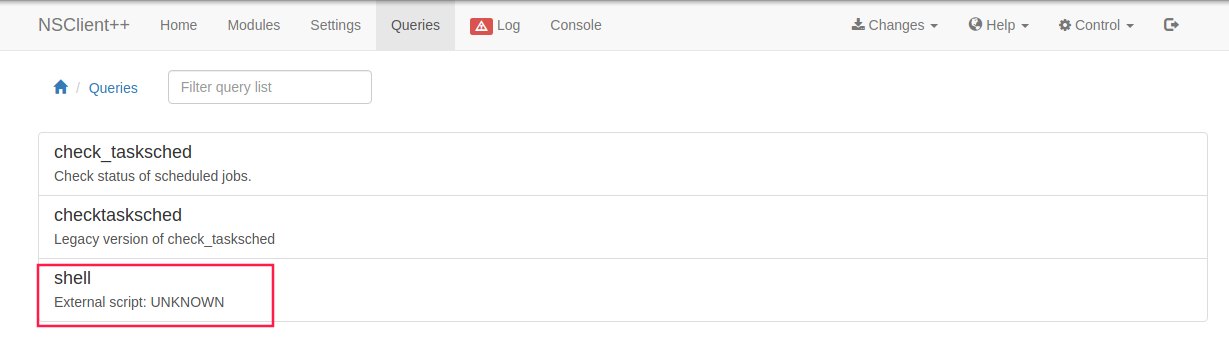 NSClient++ Home Modules Settings Queries Log Console Changes Help Control
/ Queries Filter query list
check_tasksched
Check status of scheduled jobs.
checktasksched
Legacy version of check_tasksched
shell
External script: UNKNOWN